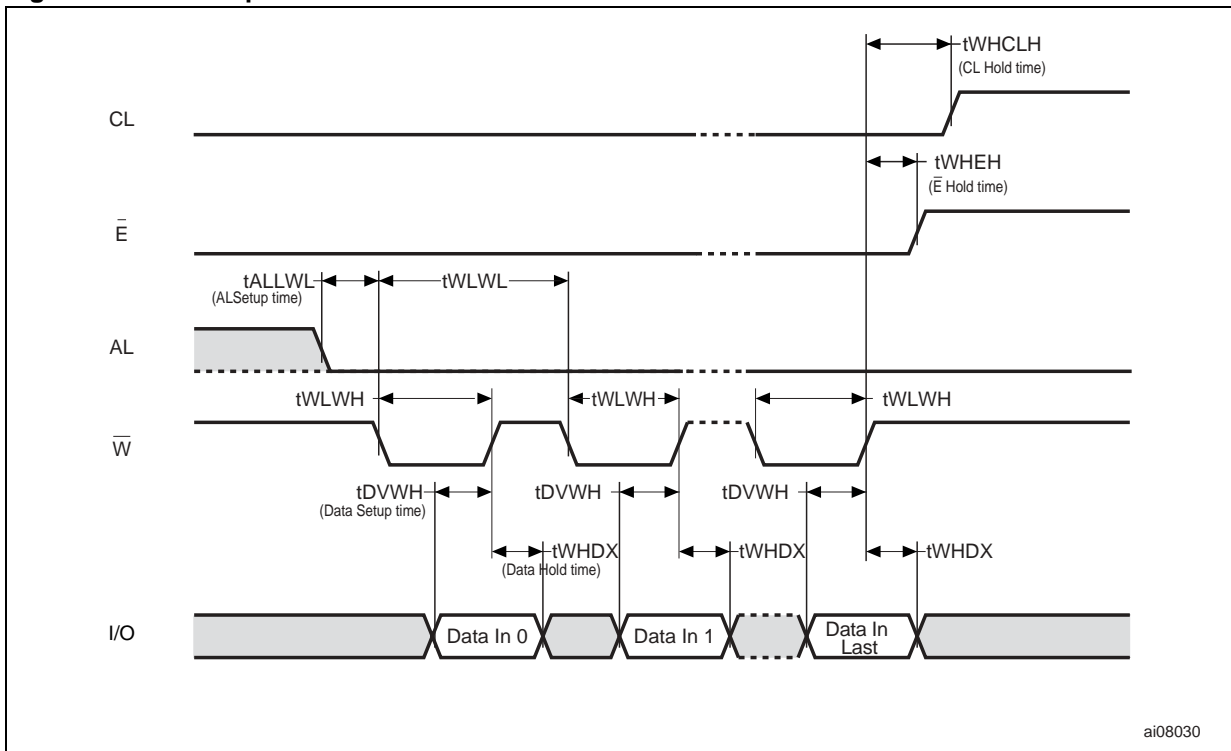 tWHCLH
(CL Hold time)
CL
tWHEH
(E̅ Hold time)
E̅
tALLWL
(ALSetup time)
tWLWL
AL
tWLWH
tWLWH
tWLWH
W̅
tDVWH
(Data Setup time)
tDVWH
tDVWH
tWHDX
(Data Hold time)
tWHDX
tWHDX
I/O
Data In 0
Data In 1
Data In
Last
ai08030